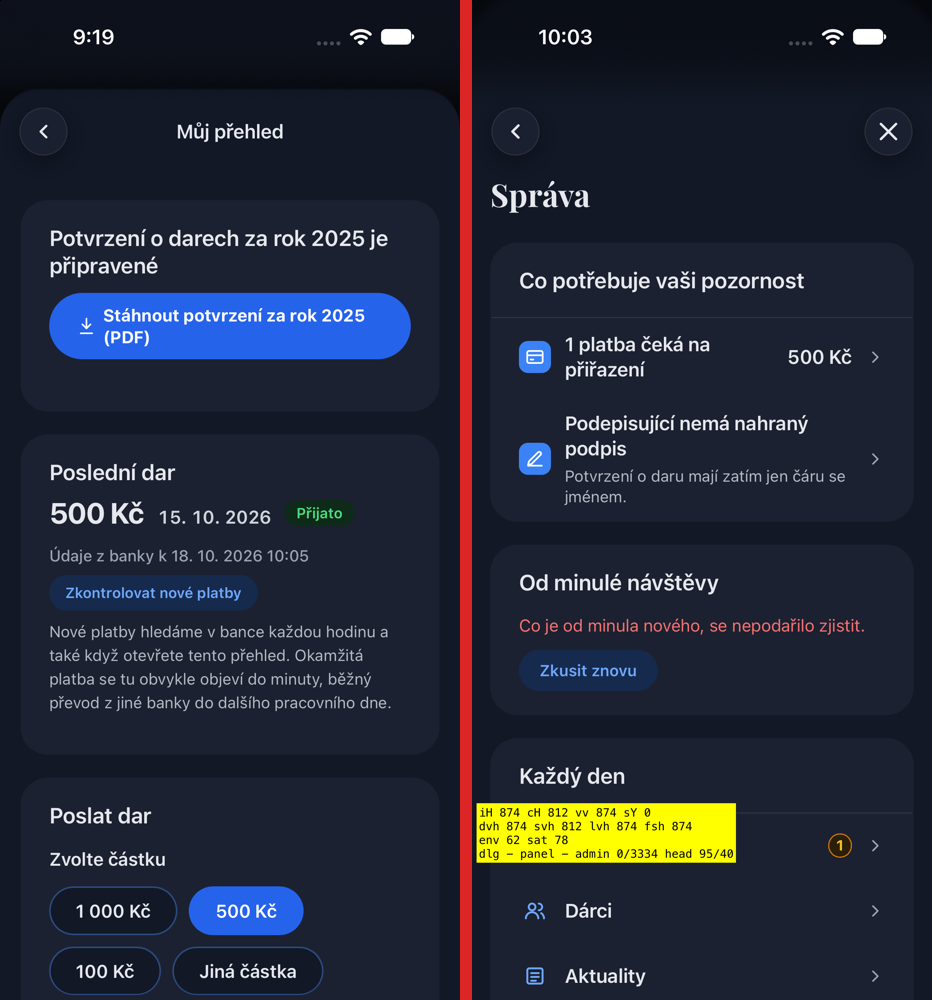 9:19
Můj přehled
Potvrzení o darech za rok 2025 je
připravené
Stáhnout potvrzení za rok 2025
(PDF)
Poslední dar
500 Kč 15. 10. 2026 Přijato
Údaje z banky k 18. 10. 2026 10:05
Zkontrolovat nové platby
Nové platby hledáme v bance každou hodinu a
také když otevřete tento přehled. Okamžitá
platba se tu obvykle objeví do minuty, běžný
převod z jiné banky do dalšího pracovního dne.
Poslat dar
Zvolte částku
1 000 Kč 500 Kč
100 Kč Jiná částka
10:03
Správa
Co potřebuje vaši pozornost
1 platba čeká na
přiřazení
500 Kč
Podepisující nemá nahraný
podpis
Potvrzení o daru mají zatím jen čáru se
jménem.
Od minulé návštěvy
Co je od minula nového, se nepodařilo zjistit.
Zkusit znovu
Každý den
iH 874 cH 812 vv 874 sY 0
dvh 874 svh 812 lvh 874 fsh 874
env 62 sat 78
dlg – panel – admin 0/3334 head 95/40
1
Dárci
Aktuality